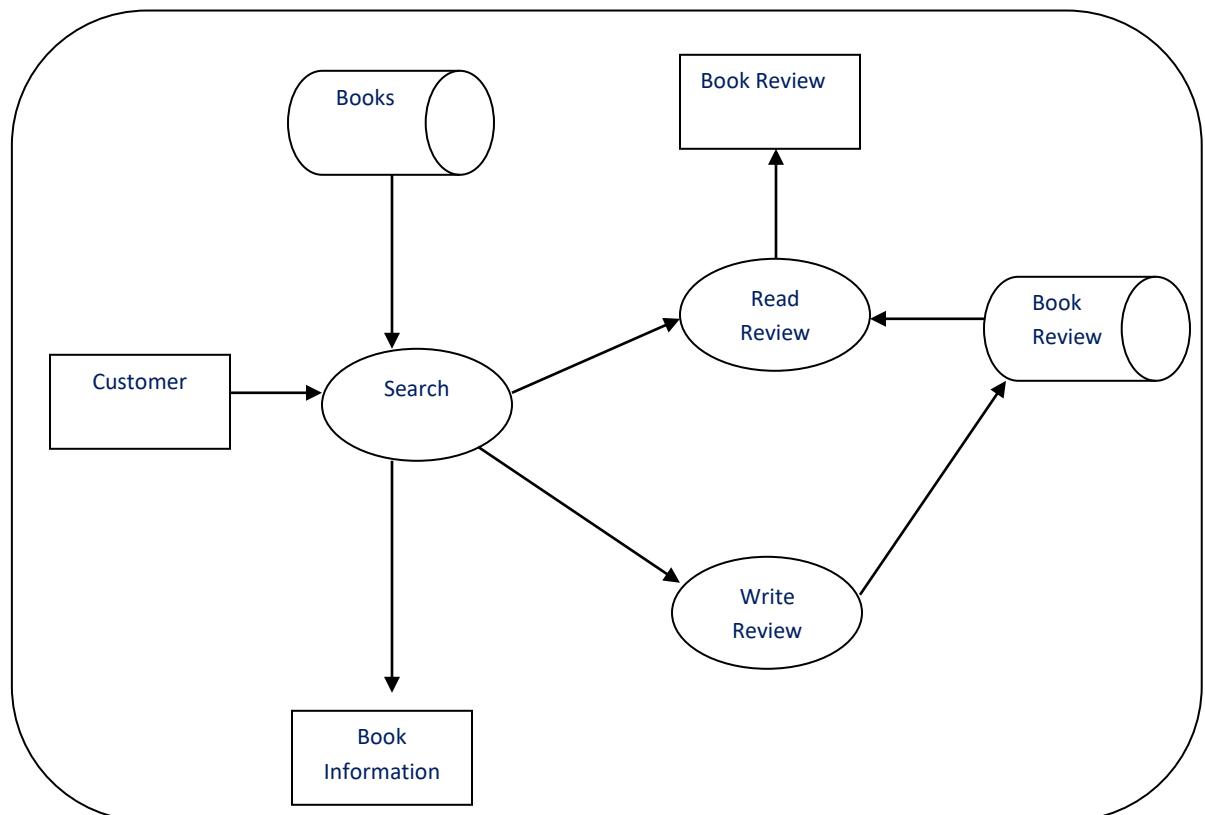 Books
Book Review
Read
Review
Book
Review
Customer
Search
Write
Review
Book
Information